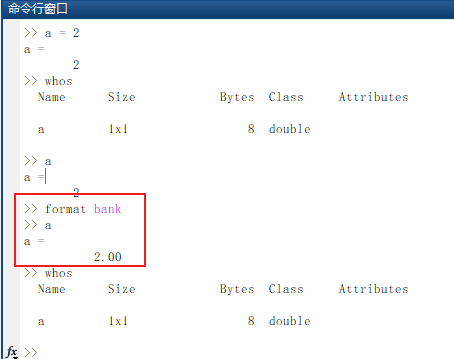 命令行窗口
>> a = 2
a =
2
>> whos
Name Size Bytes Class Attributes
a 1x1 8 double
>> a
a =
2
>> format bank
>> a
a =
2.00
>> whos
Name Size Bytes Class Attributes
a 1x1 8 double
fx >>